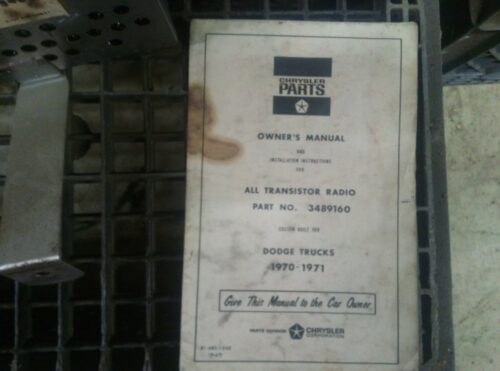 CHRYSLER
PARTS
OWNER'S MANUAL
AND
INSTALLATION INSTRUCTIONS
FOR
ALL TRANSISTOR RADIO
PART NO. 3489160
CUSTOM BUILT FOR
DODGE TRUCKS
1970-1971
Give This Manual to the Car Owner.
PARTS DIVISION CHRYSLER
CORPORATION